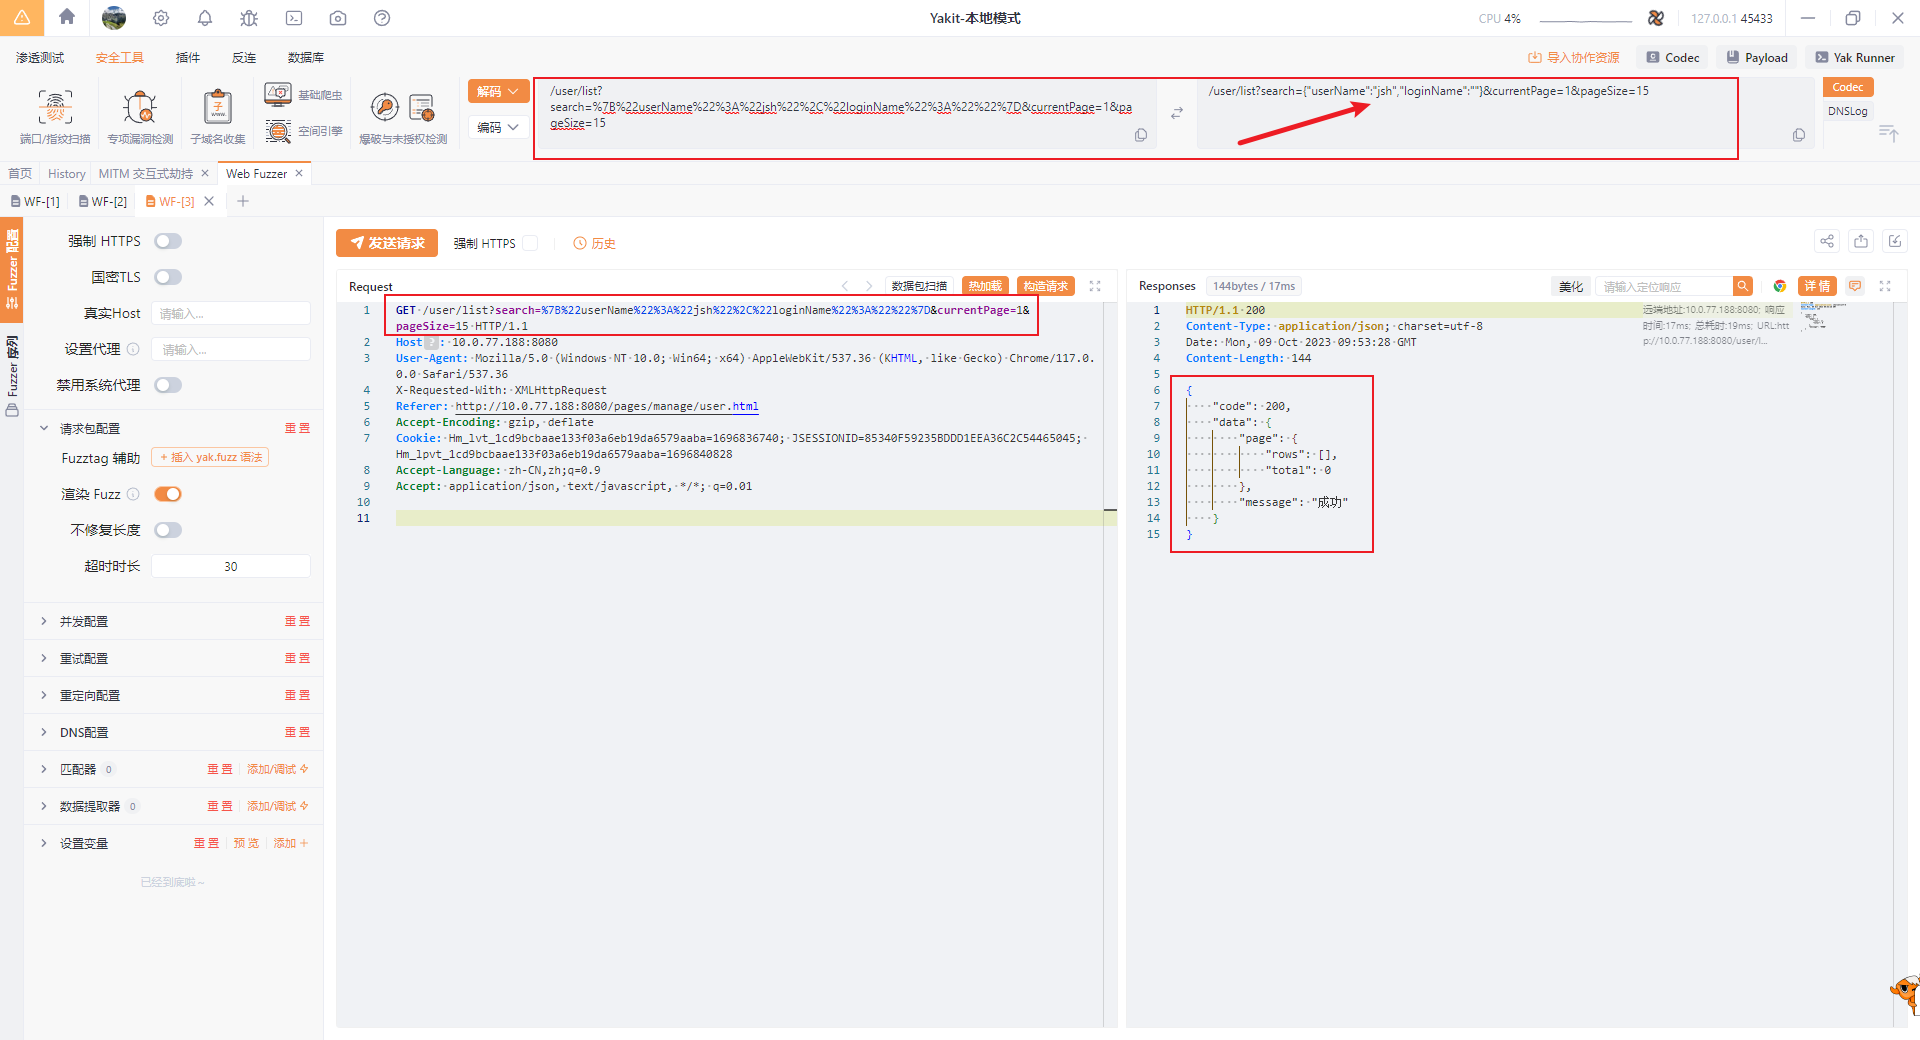 Yakit-本地模式
CPU 4%
127.0.0.1 45433
渗透测试
安全工具
插件
反连
数据库
导入协作资源
Codec
Payload
Yak Runner
端口/指纹扫描
专项漏洞检测
子域名收集
基础爬虫
空间引擎
爆破与未授权检测
解码
编码
/user/list?
search=%7B%22userName%22%3A%22jsh%22%2C%22loginName%22%3A%22%22%7D&currentPage=1&pa
geSize=15
/user/list?search={"userName":"jsh","loginName":""}&currentPage=1&pageSize=15
Codec
DNSLog
首页
History
MITM 交互式劫持
Web Fuzzer
WF-[1]
WF-[2]
WF-[3]
Fuzzer 配置
Fuzzer 序列
强制 HTTPS
国密TLS
真实Host
请输入...
设置代理
请输入...
禁用系统代理
请求包配置
重置
Fuzztag 辅助
+ 插入 yak.fuzz 语法
渲染 Fuzz
不修复长度
超时时长
30
并发配置
重置
重试配置
重置
重定向配置
重置
DNS配置
重置
匹配器 0
重置
添加/调试
数据提取器 0
重置
添加/调试
设置变量
重置
预览
添加 +
已经到底啦~
发送请求
强制 HTTPS
历史
Request
数据包扫描
热加载
构造请求
1 GET /user/list?search=%7B%22userName%22%3A%22jsh%22%2C%22loginName%22%3A%22%22%7D&currentPage=1&
pageSize=15 HTTP/1.1
2 Host ? : 10.0.77.188:8080
3 User-Agent: Mozilla/5.0 (Windows NT 10.0; Win64; x64) AppleWebKit/537.36 (KHTML, like Gecko) Chrome/117.0.
0.0 Safari/537.36
4 X-Requested-With: XMLHttpRequest
5 Referer: http://10.0.77.188:8080/pages/manage/user.html
6 Accept-Encoding: gzip, deflate
7 Cookie: Hm_lvt_1cd9bcbaae133f03a6eb19da6579aaba=1696836740; JSESSIONID=85340F59235BDDD1EEA36C2C54465045;
Hm_lpvt_1cd9bcbaae133f03a6eb19da6579aaba=1696840828
8 Accept-Language: zh-CN,zh;q=0.9
9 Accept: application/json, text/javascript, */*; q=0.01
10
11
Responses
144bytes / 17ms
美化
请输入定位响应
详情
1 HTTP/1.1 200
2 Content-Type: application/json; charset=utf-8
3 Date: Mon, 09 Oct 2023 09:53:28 GMT
4 Content-Length: 144
5
6 {
7 "code": 200,
8 "data": {
9 "page": {
10 "rows": [],
11 "total": 0
12 },
13 "message": "成功"
14 }
15 }
远端地址:10.0.77.188:8080; 响应
时间:17ms; 总耗时:19ms; URL:htt
p://10.0.77.188:8080/user/l...